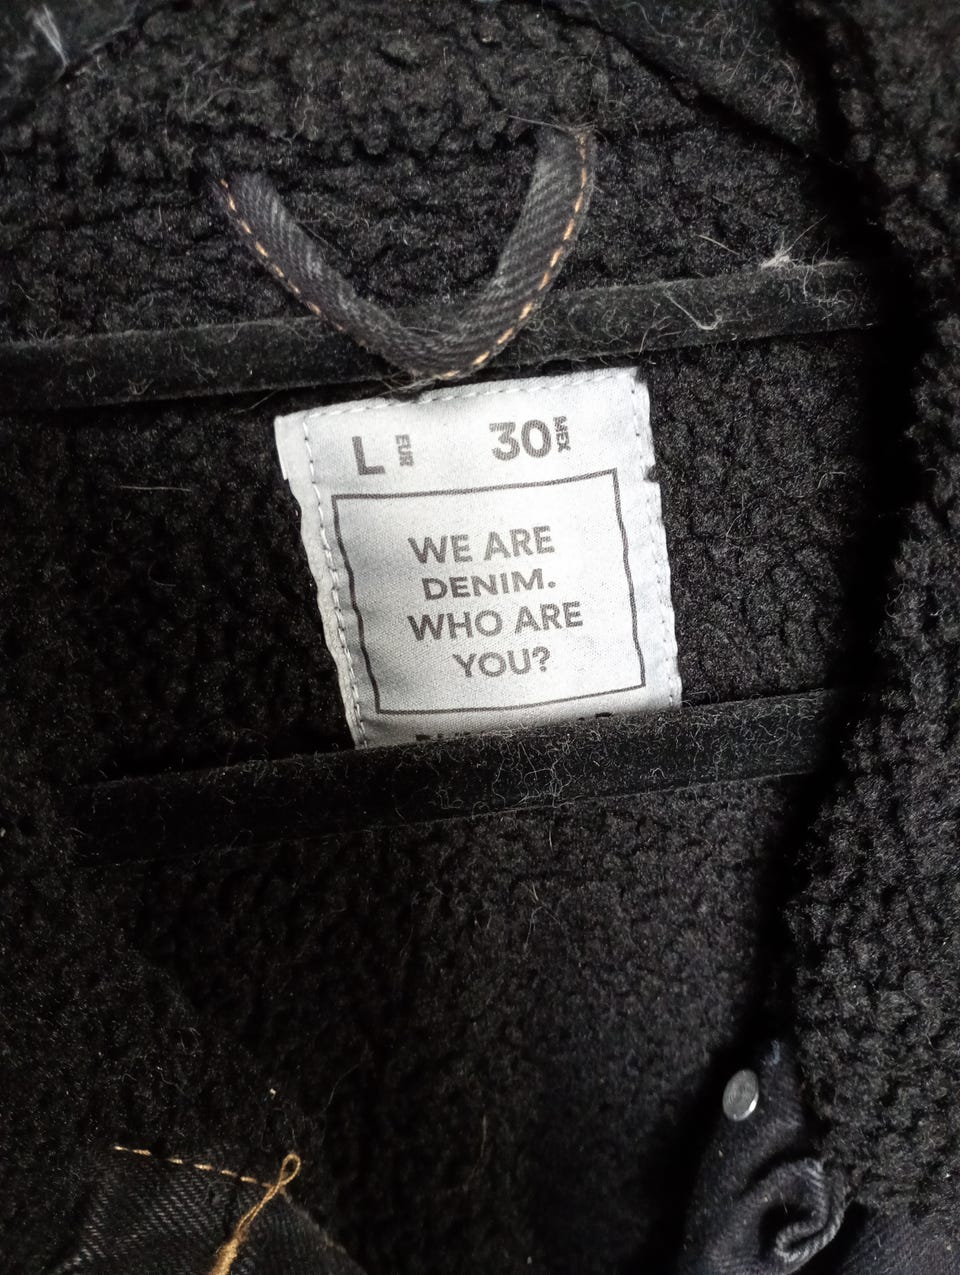 L EUR 30 MEX
WE ARE
DENIM.
WHO ARE
YOU?